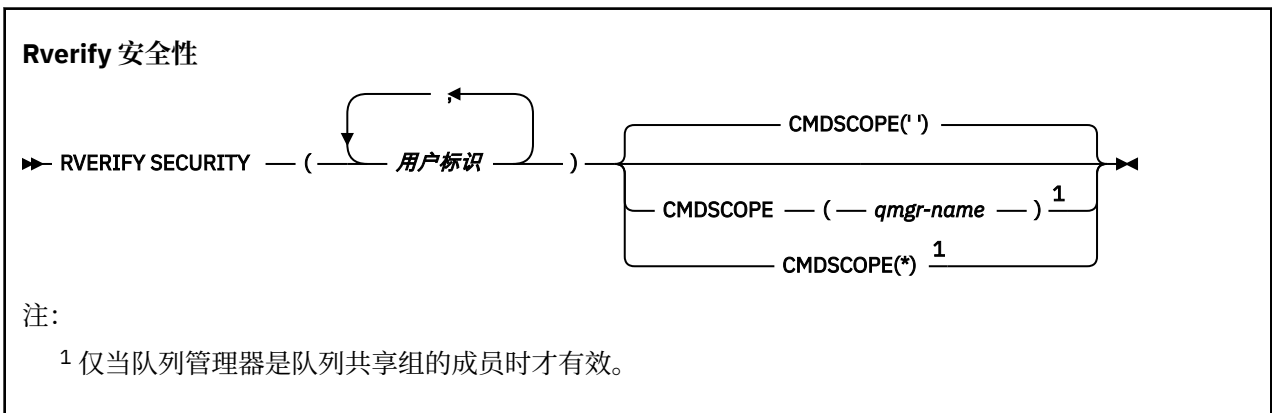 Rverify 安全性
,
CMDSCOPE(' ')
RVERIFY SECURITY ( 用户标识 )
CMDSCOPE ( qmgr-name ) 1
CMDSCOPE(*) 1
注：
1 仅当队列管理器是队列共享组的成员时才有效。